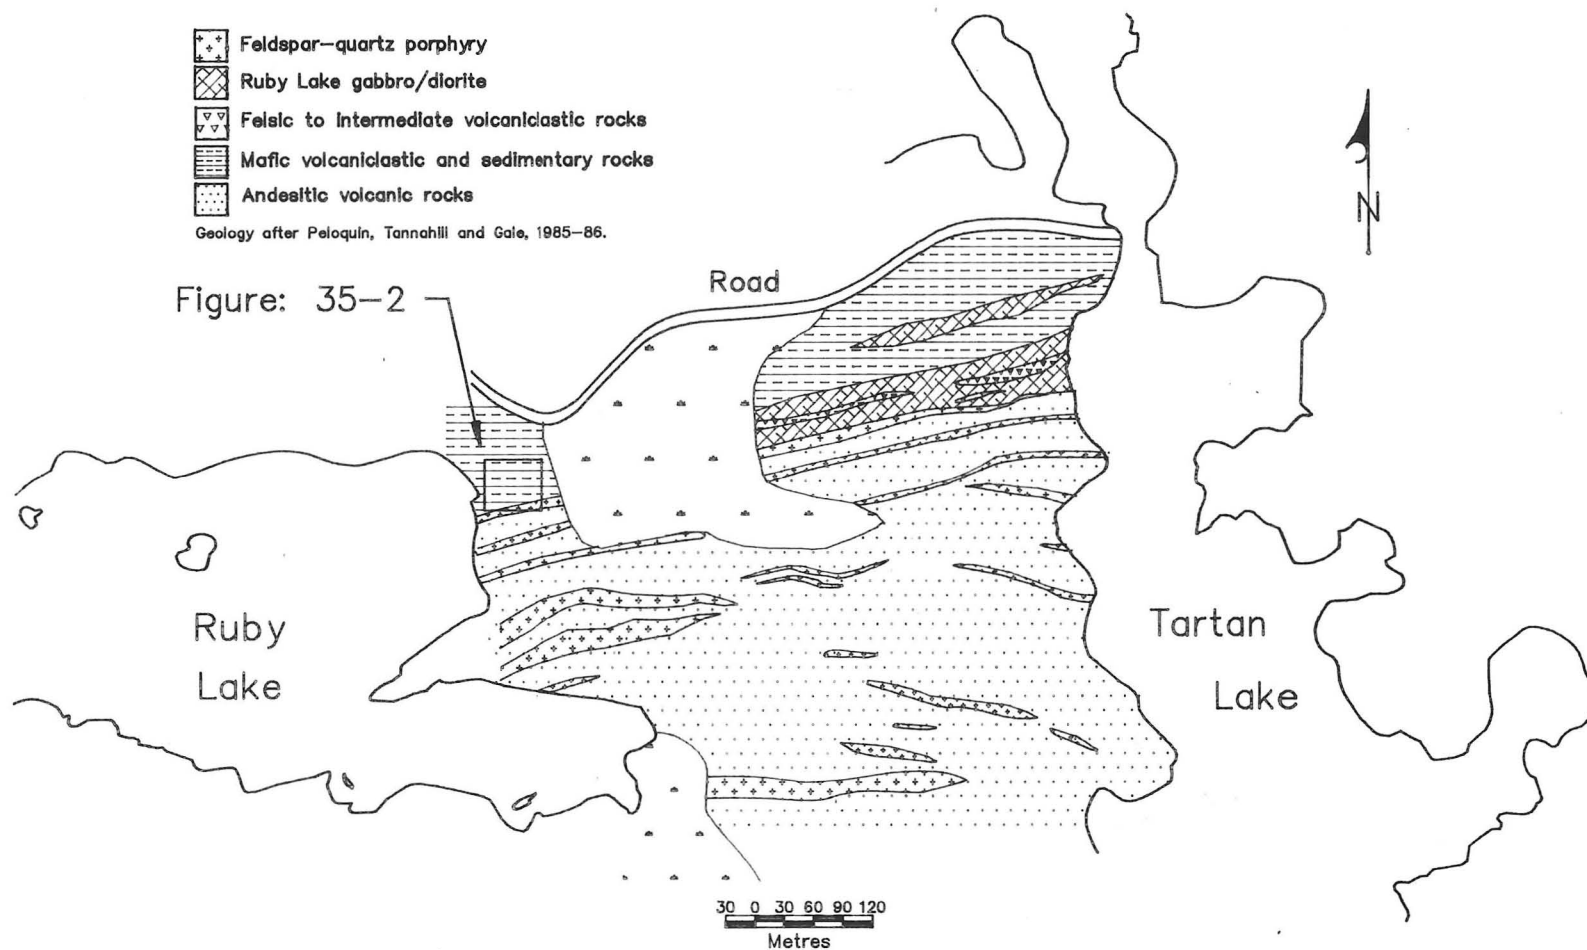 Feldspar-quartz porphyry
Ruby Lake gabbro/diorite
Felsic to intermediate volcaniclastic rocks
Mafic volcaniclastic and sedimentary rocks
Andesitic volcanic rocks
Geology after Peloquin, Tannahill and Gale, 1985-86.
N
Road
Figure: 35-2
Ruby
Lake
Tartan
Lake
30 0 30 60 90 120
Metres